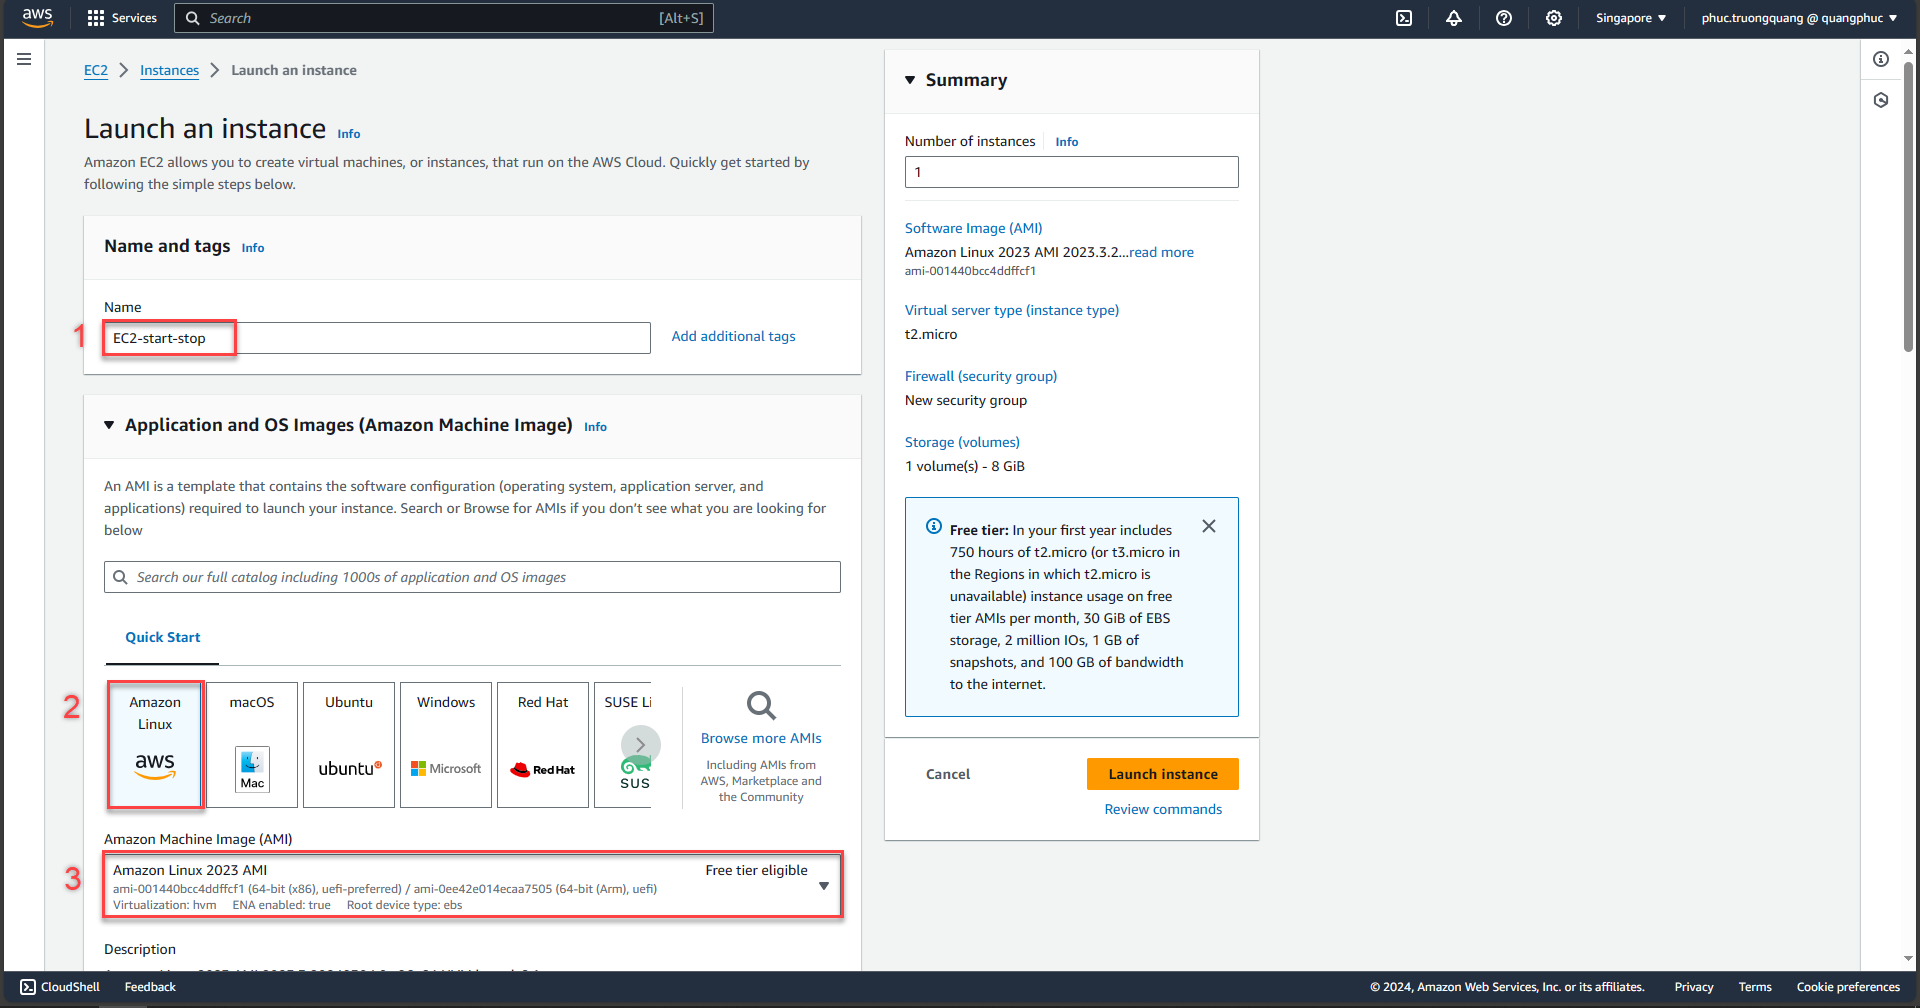 aws
Services
Search
[Alt+S]
Singapore
phuc.truongquang @ quangphuc
EC2
Instances
Launch an instance
Launch an instance
Info
Amazon EC2 allows you to create virtual machines, or instances, that run on the AWS Cloud. Quickly get started by
following the simple steps below.
Name and tags
Info
Name
1
EC2-start-stop
Add additional tags
Application and OS Images (Amazon Machine Image)
Info
An AMI is a template that contains the software configuration (operating system, application server, and
applications) required to launch your instance. Search or Browse for AMIs if you don't see what you are looking for
below
Search our full catalog including 1000s of application and OS images
Quick Start
2
Amazon
Linux
aws
macOS
Mac
Ubuntu
ubuntu
Windows
Microsoft
Red Hat
Red Hat
SUSE Li
SUS
Browse more AMIs
Including AMIs from
AWS, Marketplace and
the Community
Amazon Machine Image (AMI)
3
Amazon Linux 2023 AMI
Free tier eligible
ami-001440bcc4ddffcf1 (64-bit (x86), uefi-preferred) / ami-0ee42e014ecaa7505 (64-bit (Arm), uefi)
Virtualization: hvm
ENA enabled: true
Root device type: ebs
Description
Summary
Number of instances
Info
1
Software Image (AMI)
Amazon Linux 2023 AMI 2023.3.2...read more
ami-001440bcc4ddffcf1
Virtual server type (instance type)
t2.micro
Firewall (security group)
New security group
Storage (volumes)
1 volume(s) - 8 GiB
Free tier: In your first year includes
750 hours of t2.micro (or t3.micro in
the Regions in which t2.micro is
unavailable) instance usage on free
tier AMIs per month, 30 GiB of EBS
storage, 2 million IOs, 1 GB of
snapshots, and 100 GB of bandwidth
to the internet.
Cancel
Launch instance
Review commands
CloudShell
Feedback
© 2024, Amazon Web Services, Inc. or its affiliates.
Privacy
Terms
Cookie preferences